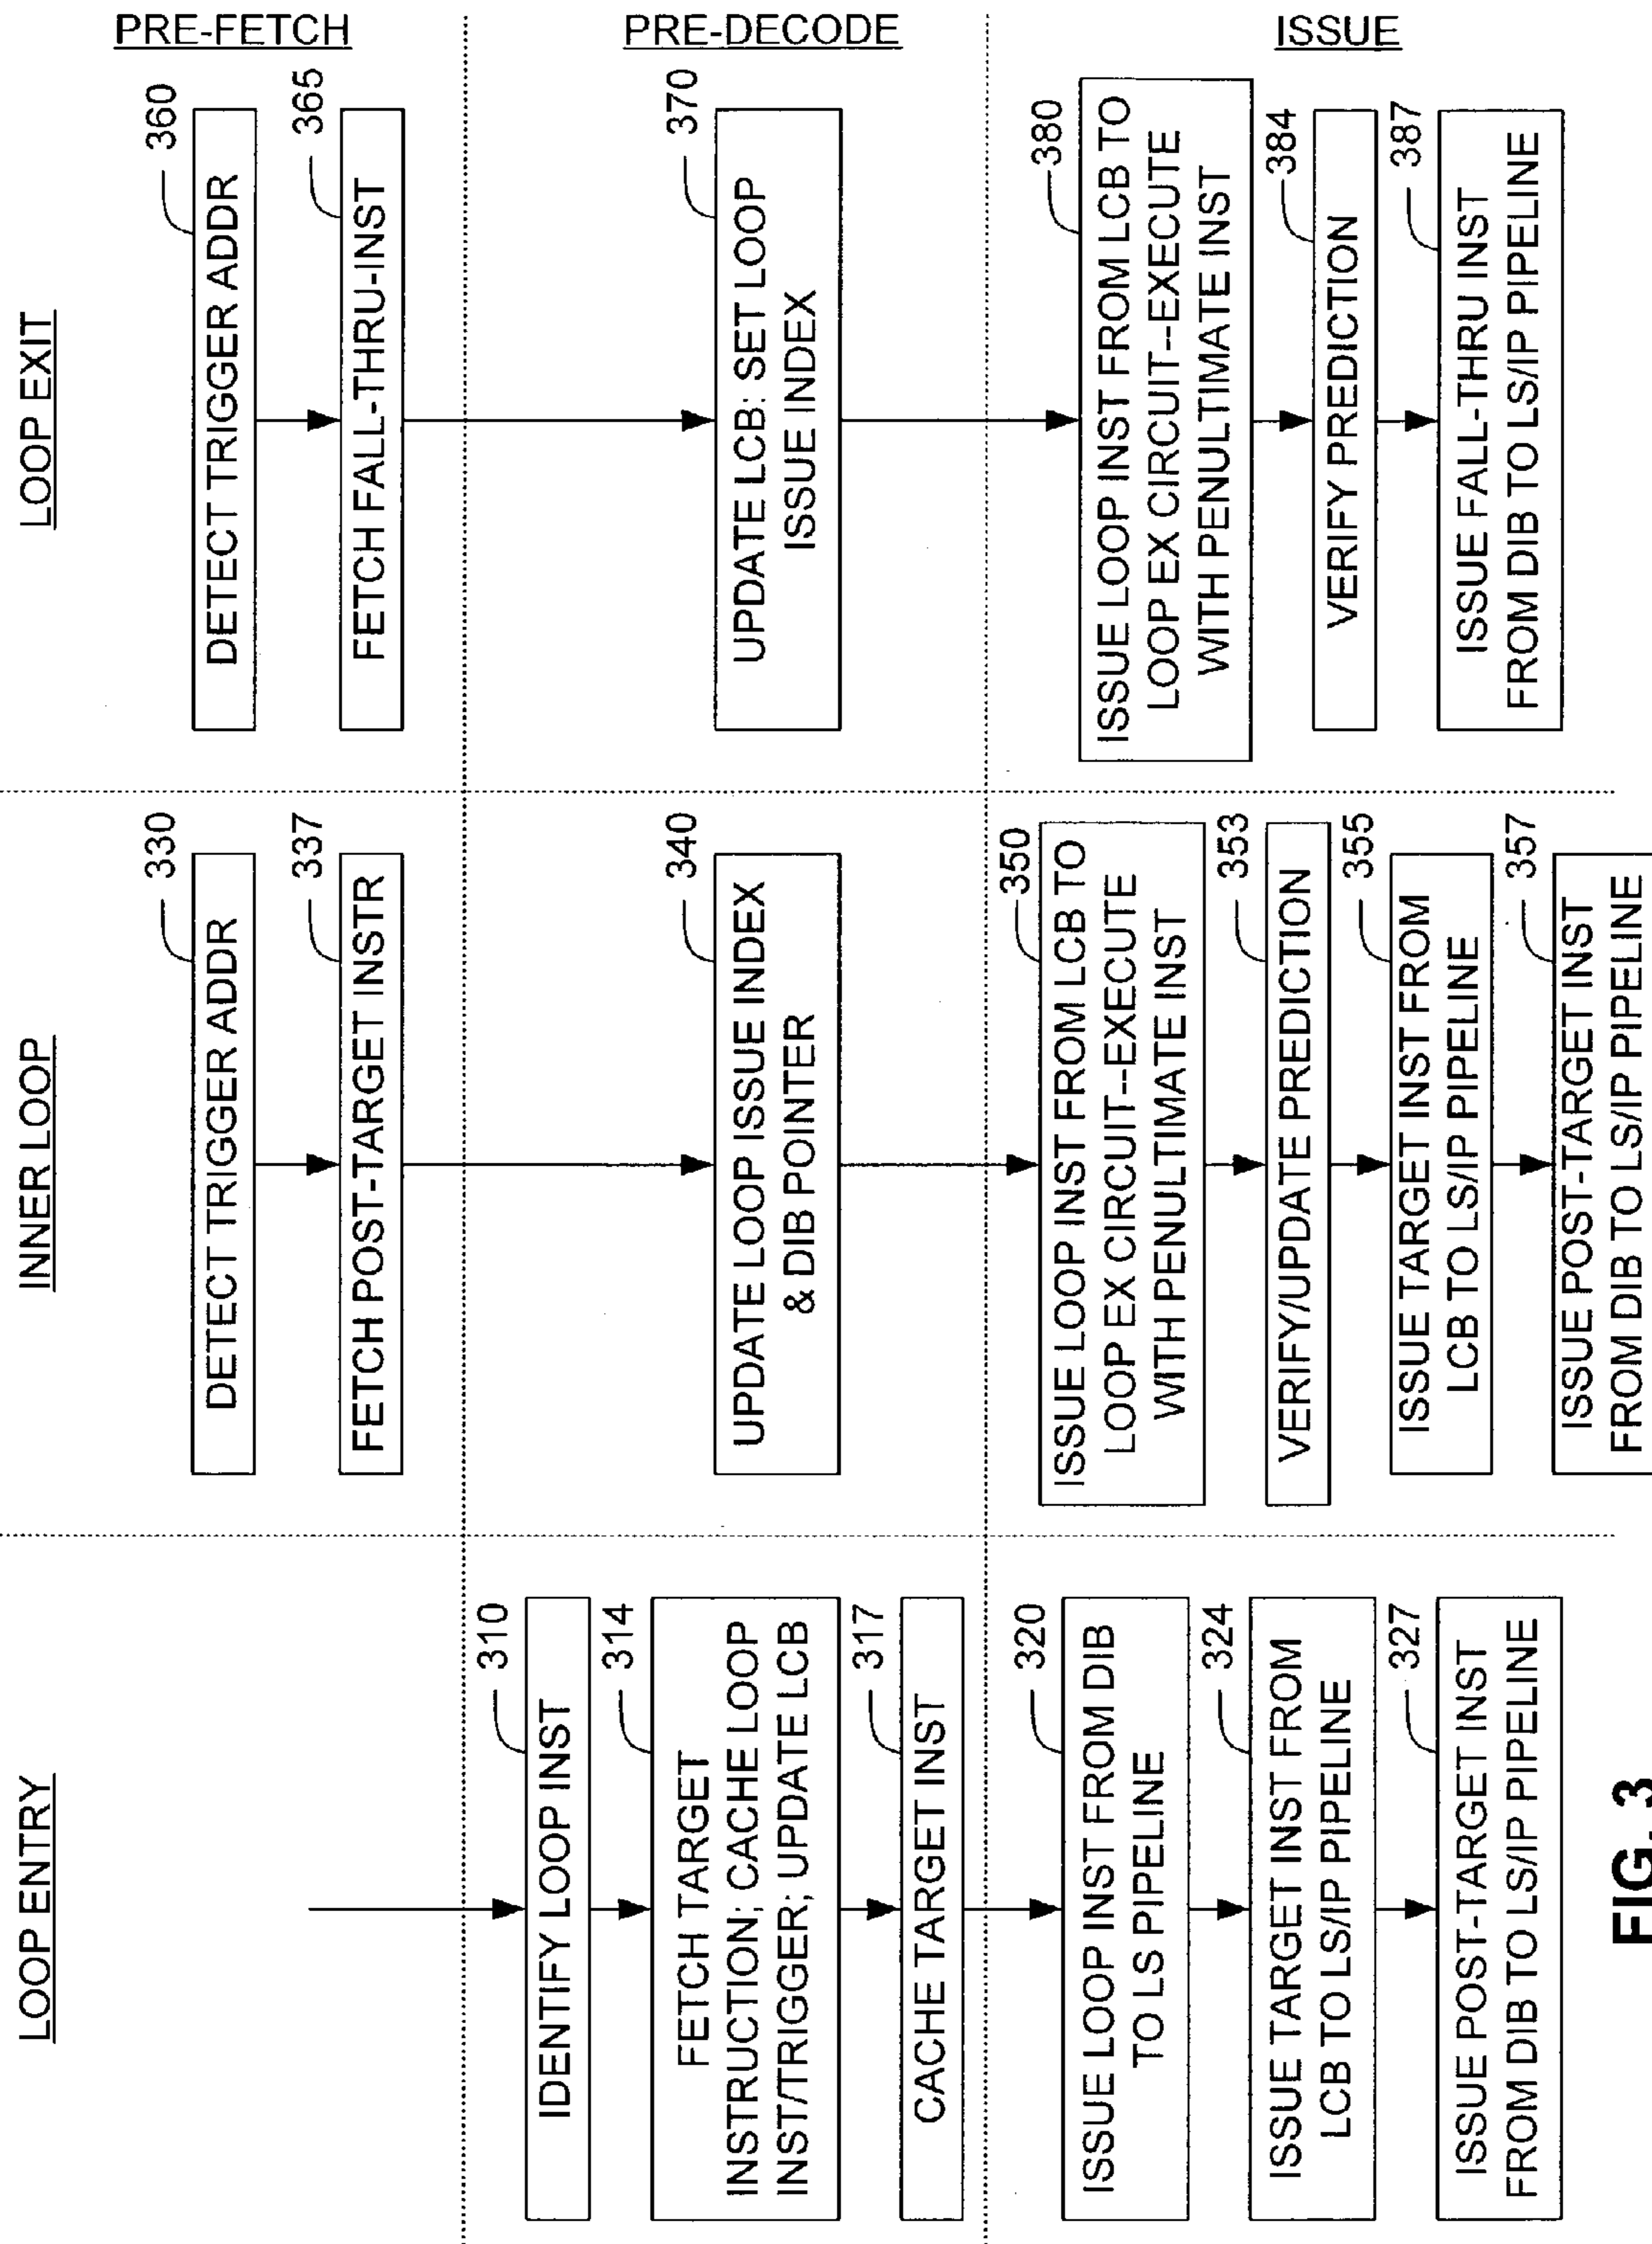 LOOP ENTRY
INNER LOOP
LOOP EXIT
PRE-FETCH
330
DETECT TRIGGER ADDR
337
FETCH POST-TARGET INSTR
360
DETECT TRIGGER ADDR
365
FETCH FALL-THRU-INST
PRE-DECODE
310
IDENTIFY LOOP INST
314
FETCH TARGET
INSTRUCTION; CACHE LOOP
INST/TRIGGER; UPDATE LCB
317
CACHE TARGET INST
340
UPDATE LOOP ISSUE INDEX
& DIB POINTER
370
UPDATE LCB: SET LOOP
ISSUE INDEX
ISSUE
320
ISSUE LOOP INST FROM DIB
TO LS PIPELINE
324
ISSUE TARGET INST FROM
LCB TO LS/IP PIPELINE
327
ISSUE POST-TARGET INST
FROM DIB TO LS/IP PIPELINE
350
ISSUE LOOP INST FROM LCB TO
LOOP EX CIRCUIT--EXECUTE
WITH PENULTIMATE INST
353
VERIFY/UPDATE PREDICTION
355
ISSUE TARGET INST FROM
LCB TO LS/IP PIPELINE
357
ISSUE POST-TARGET INST
FROM DIB TO LS/IP PIPELINE
380
ISSUE LOOP INST FROM LCB TO
LOOP EX CIRCUIT--EXECUTE
WITH PENULTIMATE INST
384
VERIFY PREDICTION
387
ISSUE FALL-THRU INST
FROM DIB TO LS/IP PIPELINE
FIG. 3